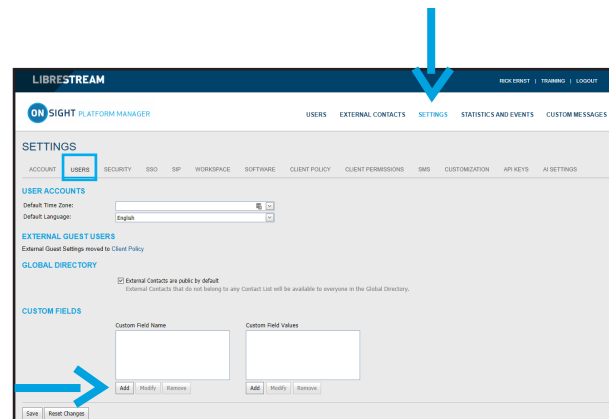 LIBRESTREAM
RICK ERNST | TRAINING | LOGOUT
ONSIGHT PLATFORM MANAGER
USERS EXTERNAL CONTACTS SETTINGS STATISTICS AND EVENTS CUSTOM MESSAGES
SETTINGS
ACCOUNT USERS SECURITY SSO SIP WORKSPACE SOFTWARE CLIENT POLICY CLIENT PERMISSIONS SMS CUSTOMIZATION API KEYS AI SETTINGS
USER ACCOUNTS
Default Time Zone:
Default Language: English
EXTERNAL GUEST USERS
External Guest Settings moved to Client Policy
GLOBAL DIRECTORY
External Contacts are public by default
External Contacts that do not belong to any Contact List will be available to everyone in the Global Directory.
CUSTOM FIELDS
Custom Field Name Custom Field Values
Add Modify Remove Add Modify Remove
Save Reset Changes